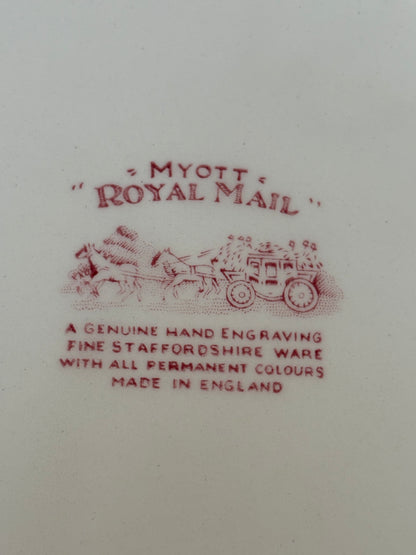 "MYOTT"
"ROYAL MAIL"
A GENUINE HAND ENGRAVING
FINE STAFFORDSHIRE WARE
WITH ALL PERMANENT COLOURS
MADE IN ENGLAND